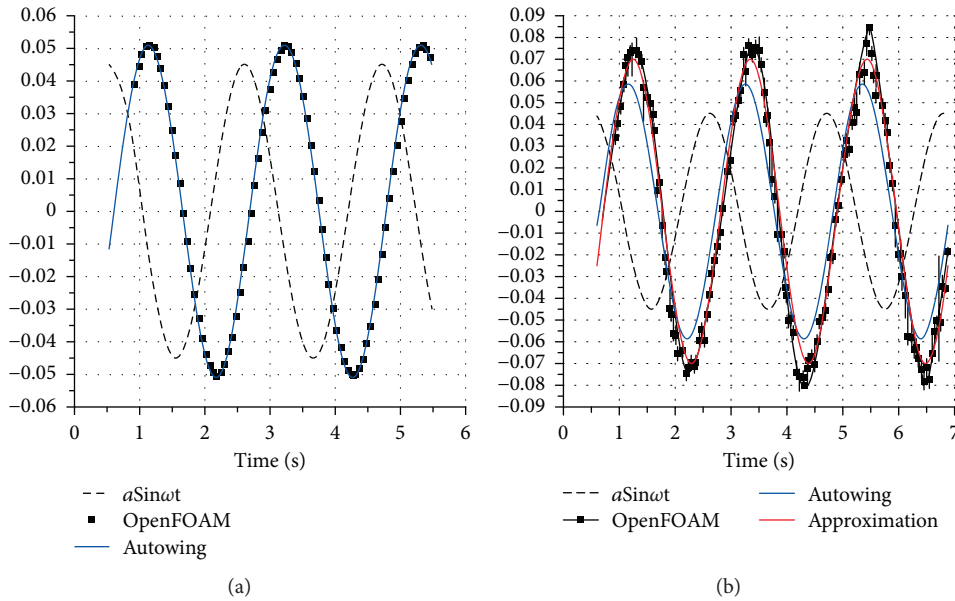 0.06
0.05
0.04
0.03
0.02
0.01
0
−0.01
−0.02
−0.03
−0.04
−0.05
−0.06
0 1 2 3 4 5 6
Time (s)
aSinωt
OpenFOAM
Autowing
(a)
0.09
0.08
0.07
0.06
0.05
0.04
0.03
0.02
0.01
0
−0.01
−0.02
−0.03
−0.04
−0.05
−0.06
−0.07
−0.08
−0.09
0 1 2 3 4 5 6 7
Time (s)
aSinωt Autowing
OpenFOAM Approximation
(b)